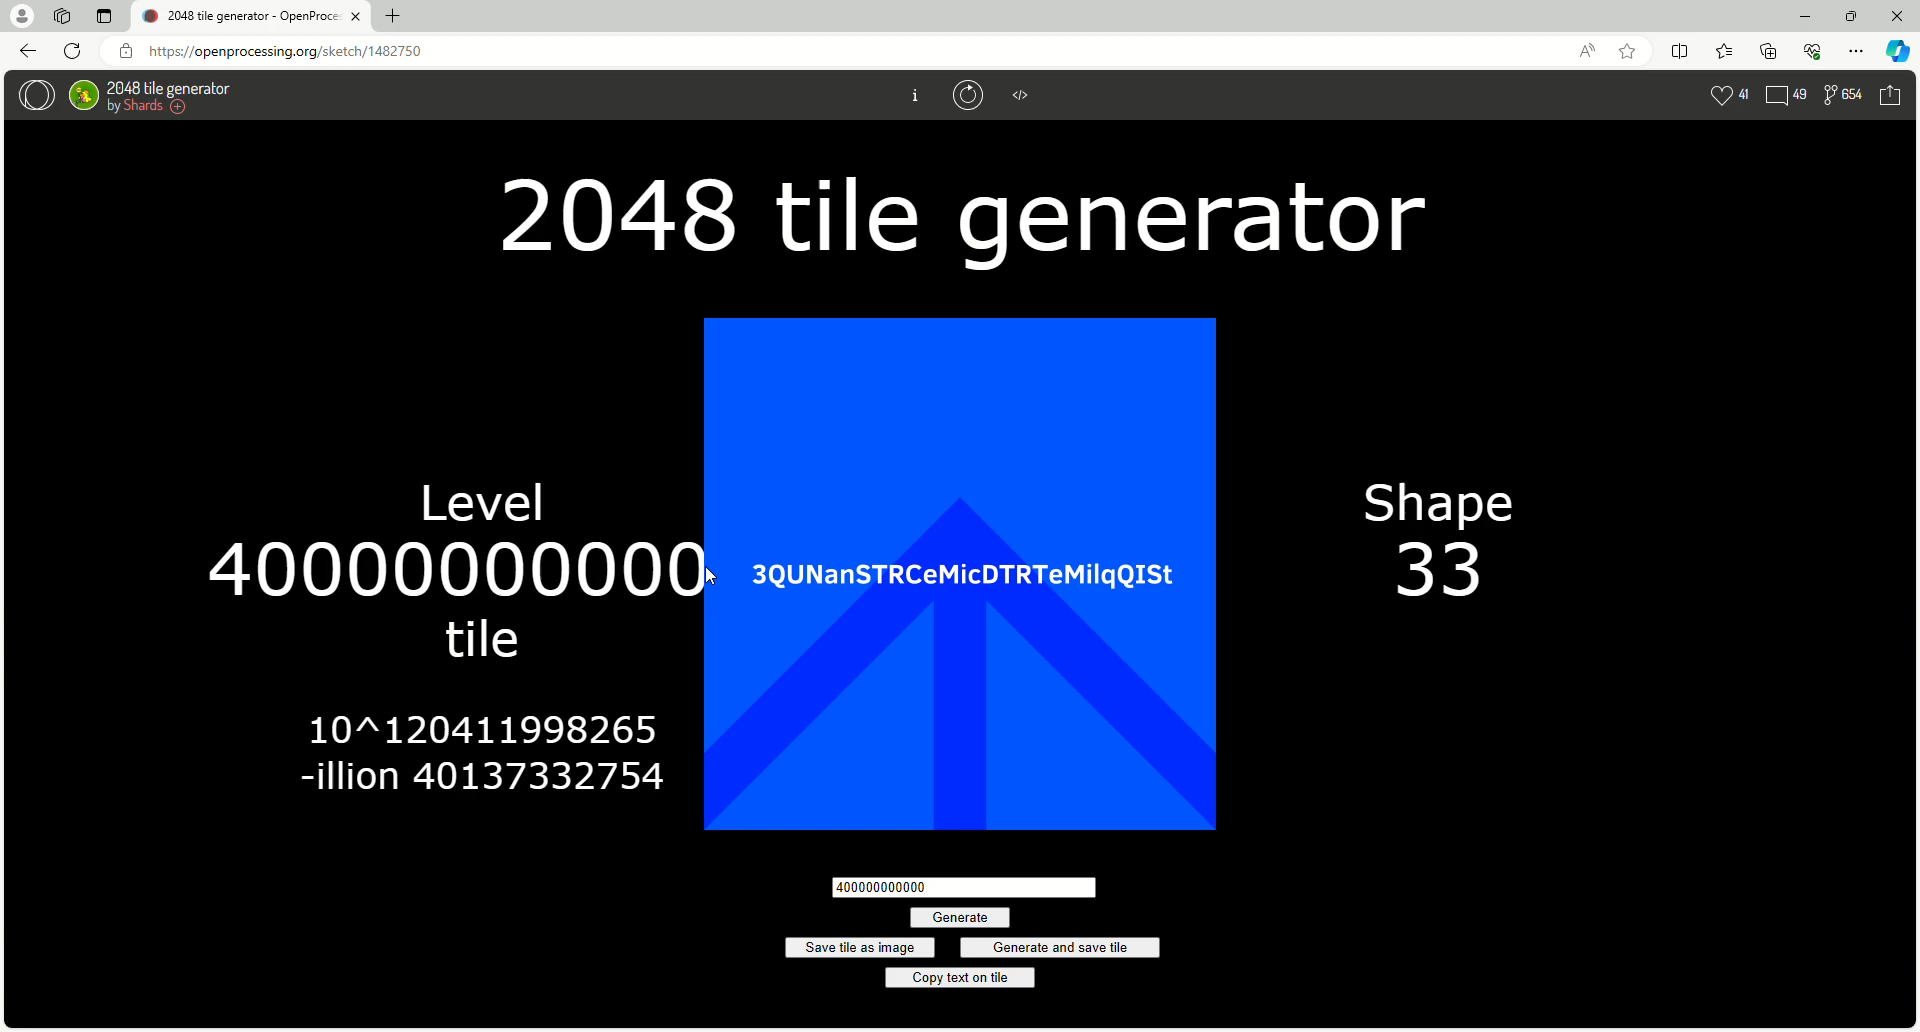 2048 tile generator - OpenProces
https://openprocessing.org/sketch/1482750
2048 tile generator
by Shards
i
</>
41
49
654
2048 tile generator
Level
40000000000
tile
10^120411998265
-illion 40137332754
3QUNanSTRCeMicDTRTeMilqQISt
Shape
33
400000000000
Generate
Save tile as image
Generate and save tile
Copy text on tile